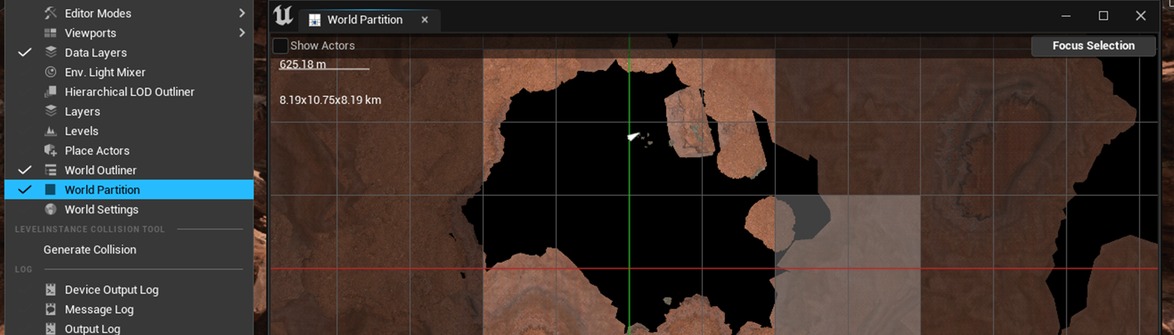 Editor Modes
Viewports
Data Layers
Env. Light Mixer
Hierarchical LOD Outliner
Layers
Levels
Place Actors
World Outliner
World Partition
World Settings
LEVELINSTANCE COLLISION TOOL
Generate Collision
LOG
Device Output Log
Message Log
Output Log
World Partition
Show Actors
Focus Selection
625.18 m
8.19x10.75x8.19 km